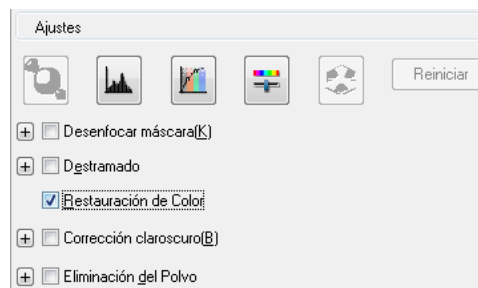 Ajustes
Reiniciar
Desenfocar máscara(K)
Destramado
Restauración de Color
Corrección claroscuro(B)
Eliminación del Polvo